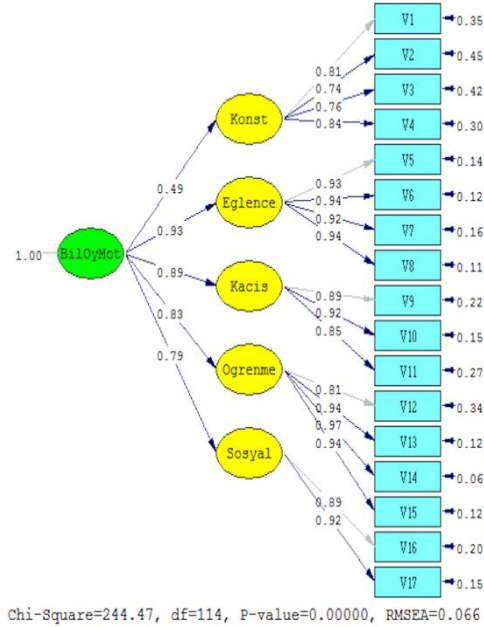 V1 0.35
V2 0.45
V3 0.42
V4 0.30
V5 0.14
V6 0.12
V7 0.16
V8 0.11
V9 0.22
V10 0.15
V11 0.27
V12 0.34
V13 0.12
V14 0.06
V15 0.12
V16 0.20
V17 0.15
0.81
0.74
0.76
0.84
Konst
0.93
0.94
0.92
0.94
Eglence
0.89
0.92
0.85
Kacis
0.81
0.94
0.97
0.94
Ogrenme
0.89
0.92
Sosyal
0.49
0.93
0.89
0.83
0.79
1.00 BilOyMot
Chi-Square=244.47, df=114, P-value=0.00000, RMSEA=0.066